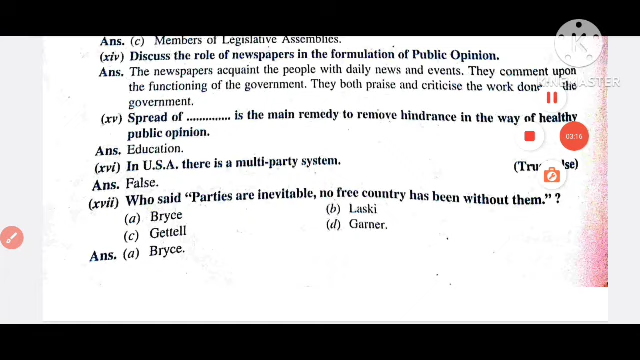 Ans. (c) Members of Legislative Assemblies.
(xiv) Discuss the role of newspapers in the formulation of Public Opinion.
Ans. The newspapers acquaint the people with daily news and events. They comment upon
the functioning of the government. They both praise and criticise the work done the
government.
(xv) Spread of .............. is the main remedy to remove hindrance in the way of healthy
public opinion.
Ans. Education.
03:16
(xvi) In U.S.A. there is a multi-party system. (Tru lse)
Ans. False.
(xvii) Who said "Parties are inevitable, no free country has been without them." ?
(a) Bryce (b) Laski
(c) Gettell (d) Garner.
Ans. (a) Bryce.